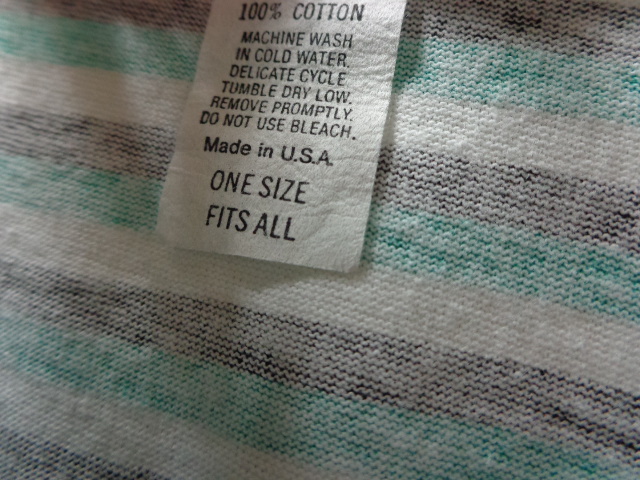 100% COTTON
MACHINE WASH
IN COLD WATER.
DELICATE CYCLE
TUMBLE DRY LOW.
REMOVE PROMPTLY.
DO NOT USE BLEACH.
Made in U.S.A.
ONE SIZE
FITS ALL